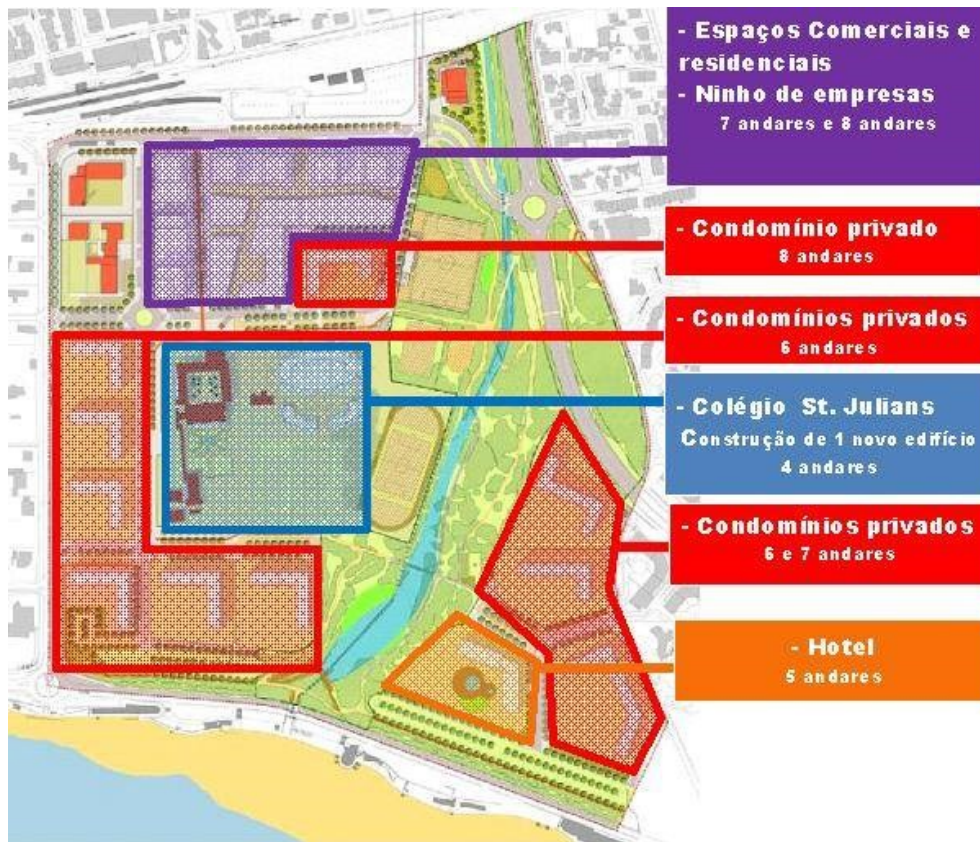 - Espaços Comerciais e
residenciais
- Ninho de empresas
7 andares e 8 andares
- Condomínio privado
8 andares
- Condomínios privados
6 andares
- Colégio St. Julians
Construção de 1 novo edifício
4 andares
- Condomínios privados
6 e 7 andares
- Hotel
5 andares